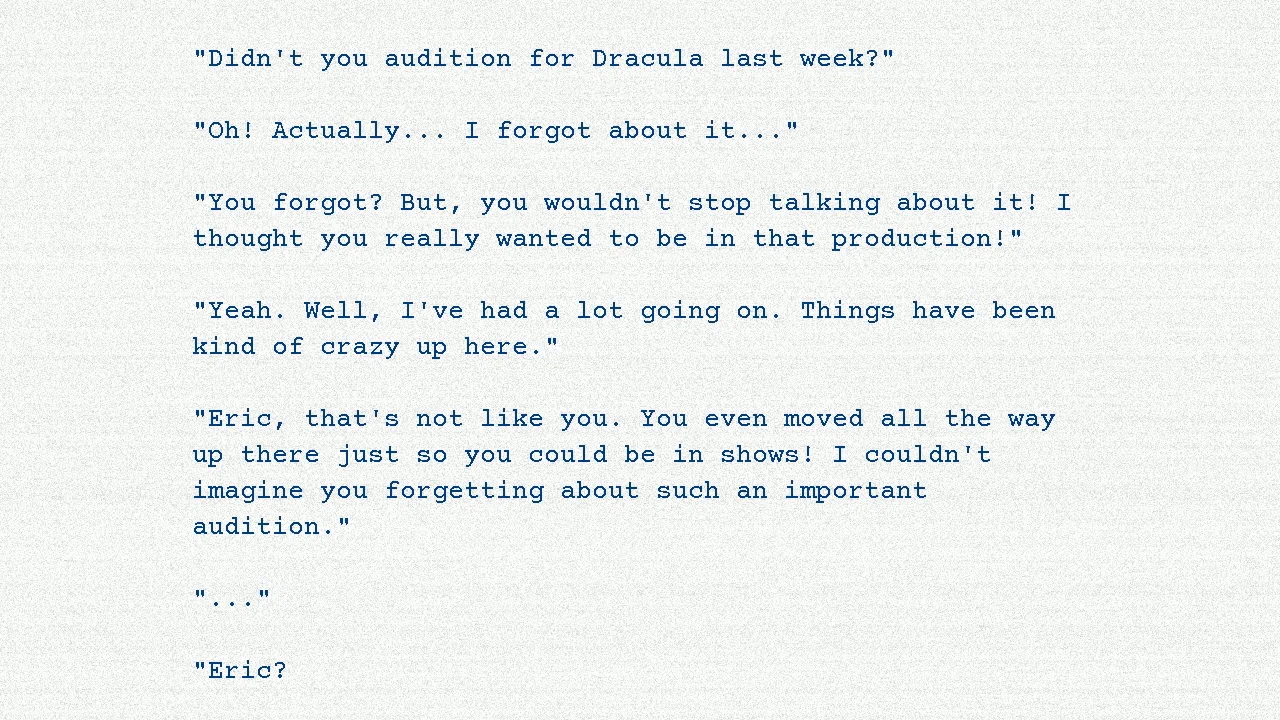 "Didn't you audition for Dracula last week?"
"Oh! Actually... I forgot about it..."
"You forgot? But, you wouldn't stop talking about it! I
thought you really wanted to be in that production!"
"Yeah. Well, I've had a lot going on. Things have been
kind of crazy up here."
"Eric, that's not like you. You even moved all the way
up there just so you could be in shows! I couldn't
imagine you forgetting about such an important
audition."
"..."
"Eric?